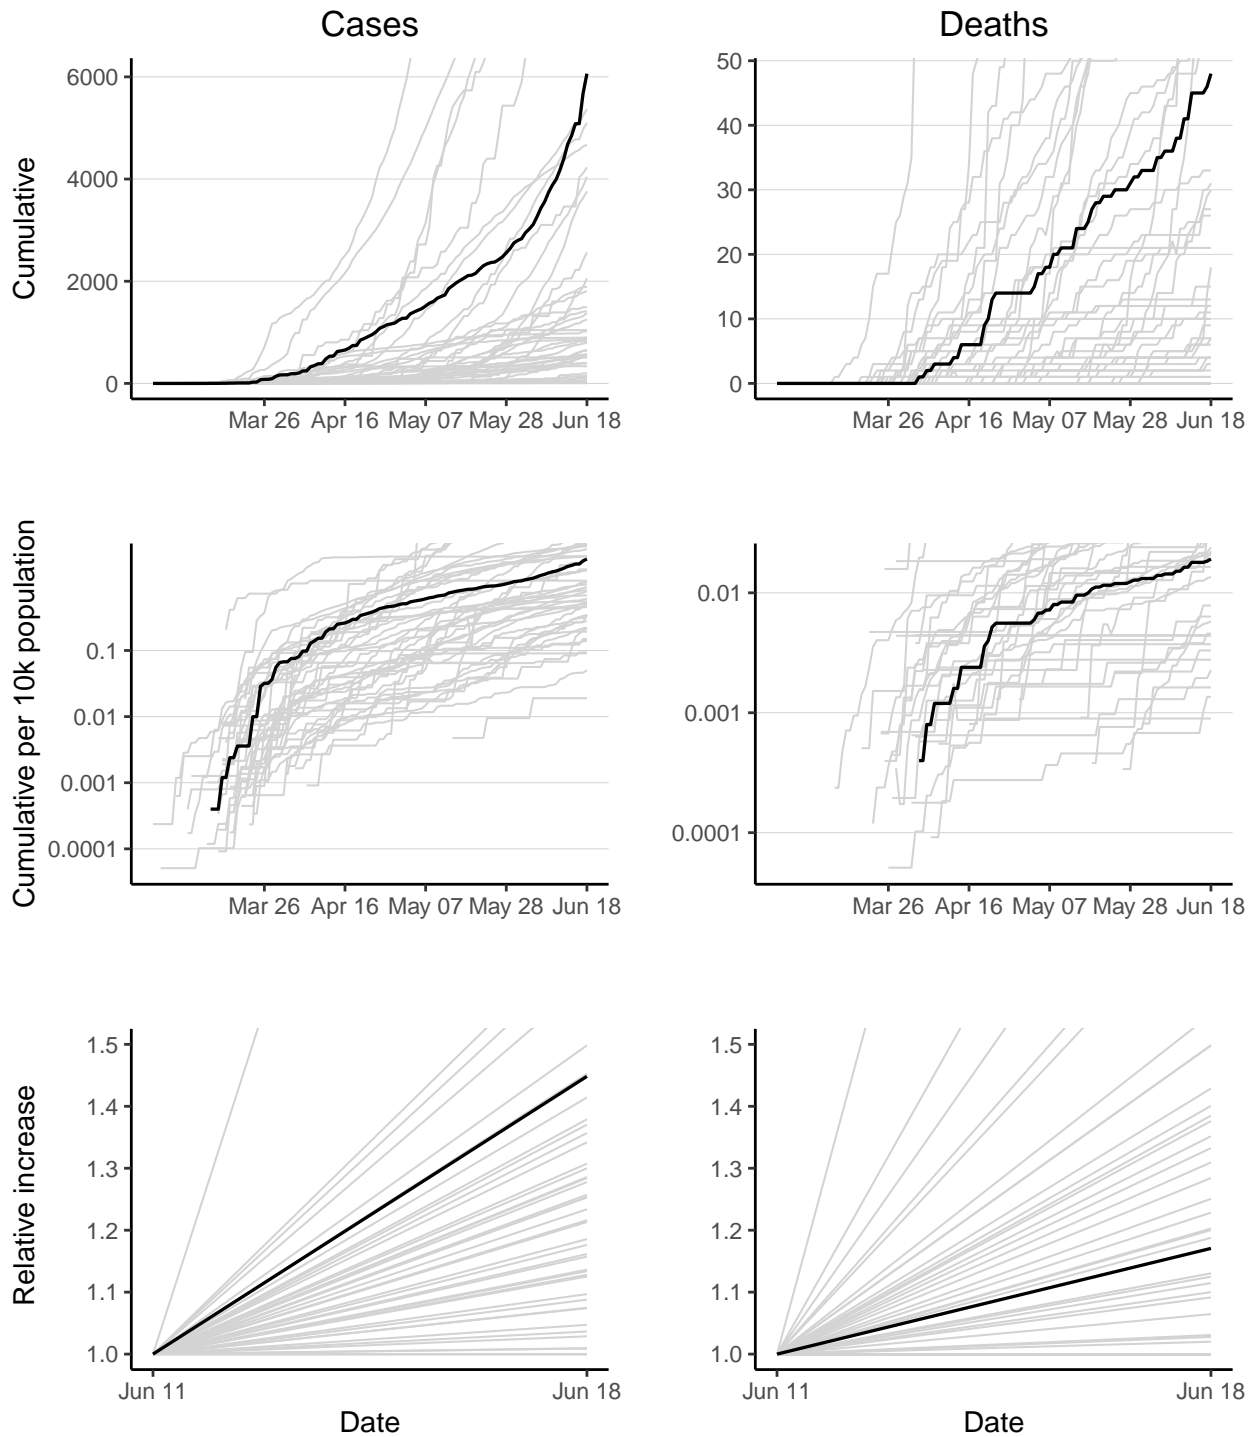 Cases
Deaths
Cumulative
6000
4000
2000
0
Mar 26 Apr 16 May 07 May 28 Jun 18
50
40
30
20
10
0
Mar 26 Apr 16 May 07 May 28 Jun 18
Cumulative per 10k population
0.1
0.01
0.001
0.0001
Mar 26 Apr 16 May 07 May 28 Jun 18
0.01
0.001
0.0001
Mar 26 Apr 16 May 07 May 28 Jun 18
Relative increase
1.5
1.4
1.3
1.2
1.1
1.0
Jun 11 Jun 18
Date
1.5
1.4
1.3
1.2
1.1
1.0
Jun 11 Jun 18
Date